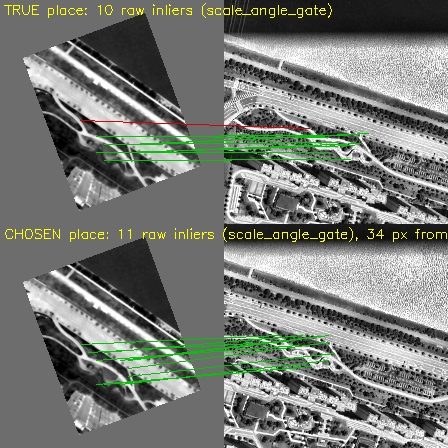 TRUE place: 10 raw inliers (scale_angle_gate)
CHOSEN place: 11 raw inliers (scale_angle_gate), 34 px from